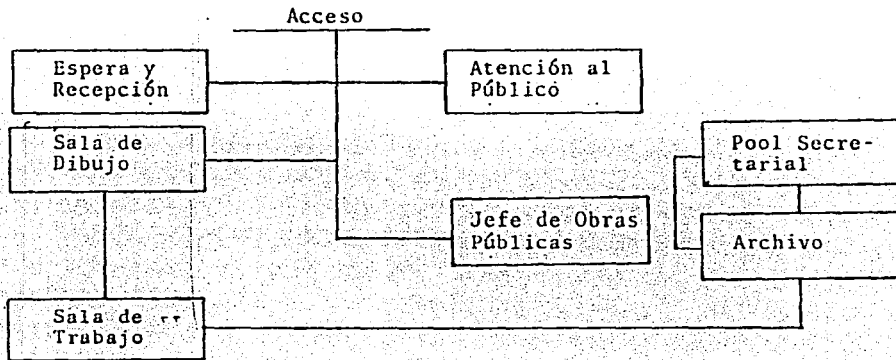 Acceso
Espera y
Recepción
Atención al
Público
Sala de
Dibujo
Pool Secre-
tarial
Jefe de Obras
Públicas
Archivo
Sala de --
Trabajo